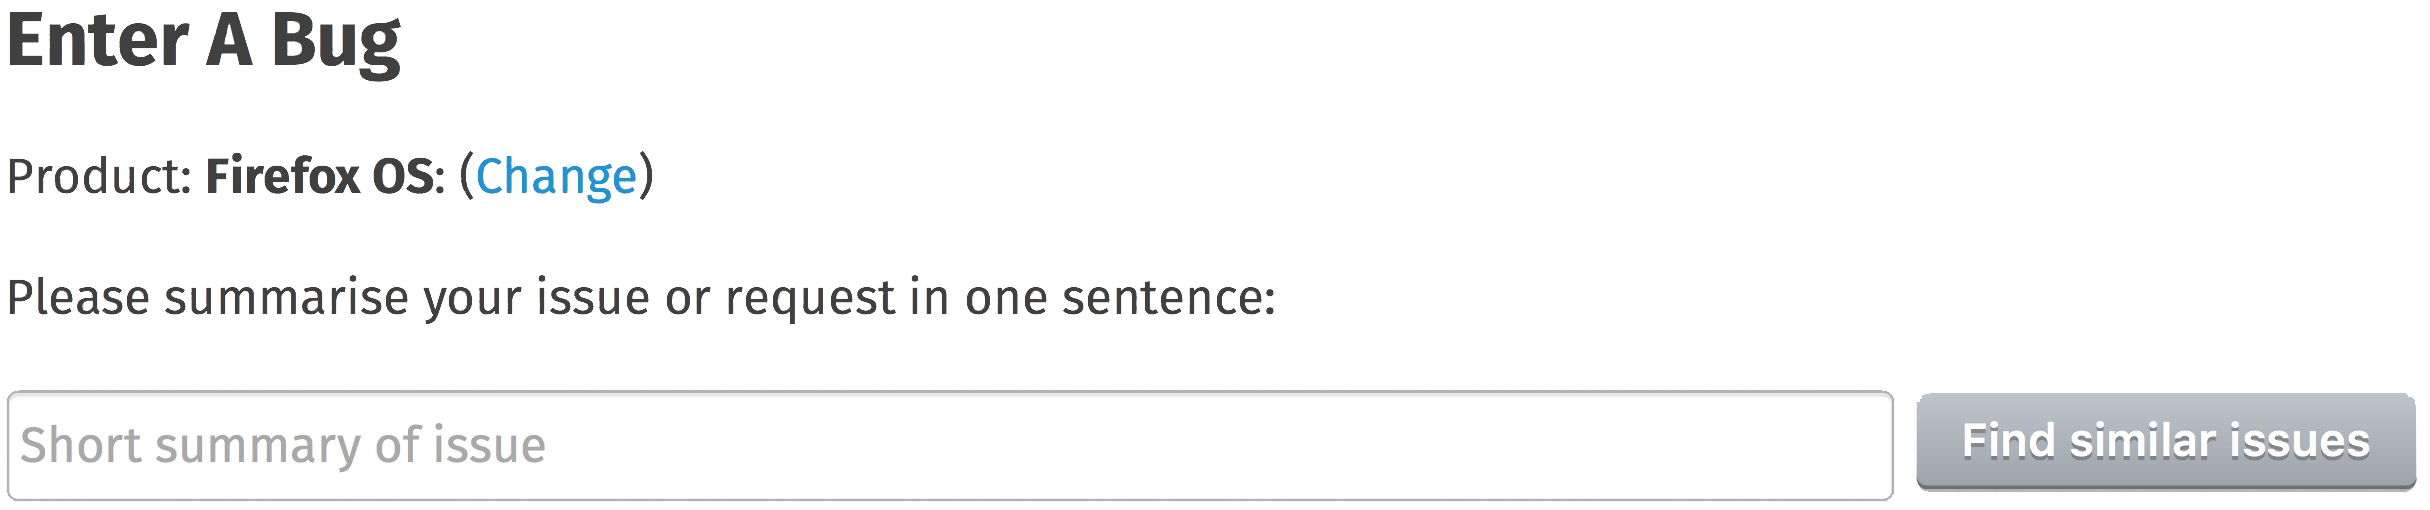 Enter A Bug
Product: Firefox OS: (Change)
Please summarise your issue or request in one sentence:
Short summary of issue
Find similar issues